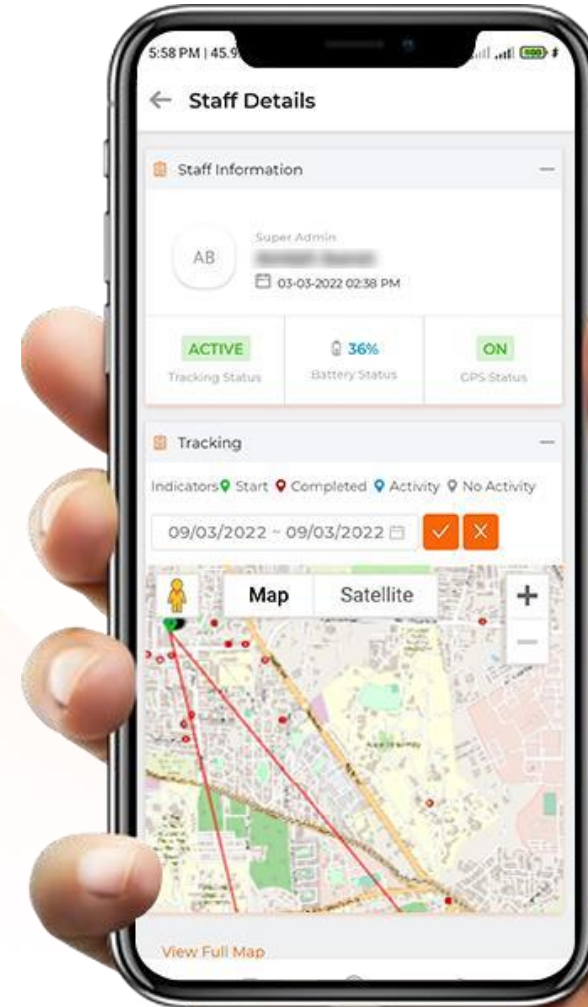 5:58 PM | 45.9
← Staff Details
Staff Information
AB
Super Admin
03-03-2022 02:38 PM
ACTIVE 36% ON
Tracking Status Battery Status GPS Status
Tracking
Indicators Start Completed Activity No Activity
09/03/2022 ~ 09/03/2022
Map Satellite
View Full Map